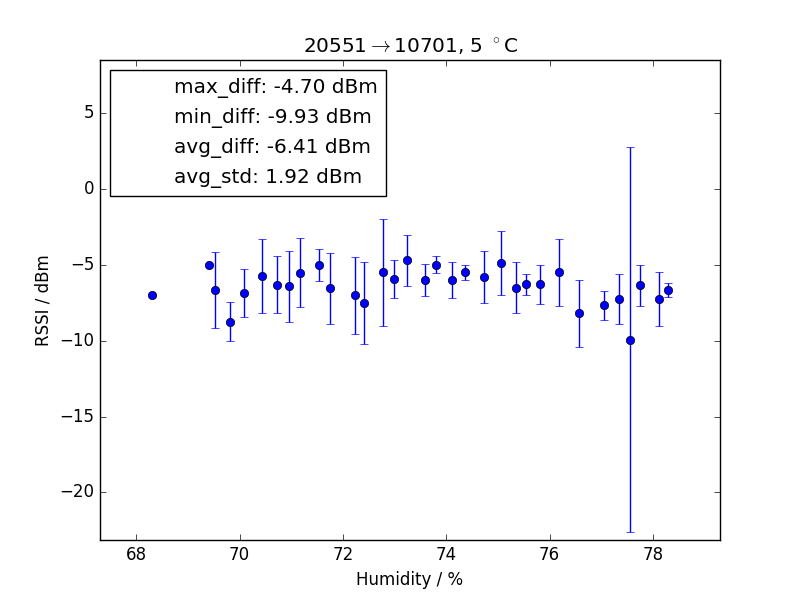 20551→10701, 5 °C
max_diff: -4.70 dBm
min_diff: -9.93 dBm
avg_diff: -6.41 dBm
avg_std: 1.92 dBm
5
0
−5
−10
−15
−20
RSSI / dBm
68 70 72 74 76 78
Humidity / %